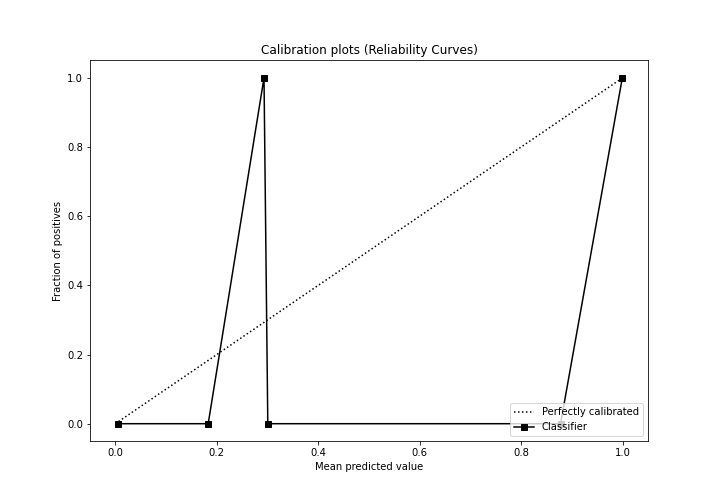 Calibration plots (Reliability Curves)
1.0
0.8
0.6
0.4
0.2
0.0
Fraction of positives
Perfectly calibrated
Classifier
0.0 0.2 0.4 0.6 0.8 1.0
Mean predicted value